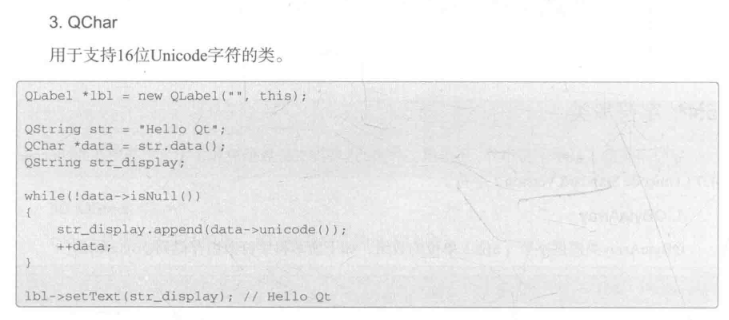 3. QChar
用于支持16位Unicode字符的类。
QLabel *lbl = new QLabel("", this);
QString str = "Hello Qt";
QChar *data = str.data();
QString str_display;
while(!data->isNull())
{
str_display.append(data->unicode());
++data;
}
lbl->setText(str_display); // Hello Qt